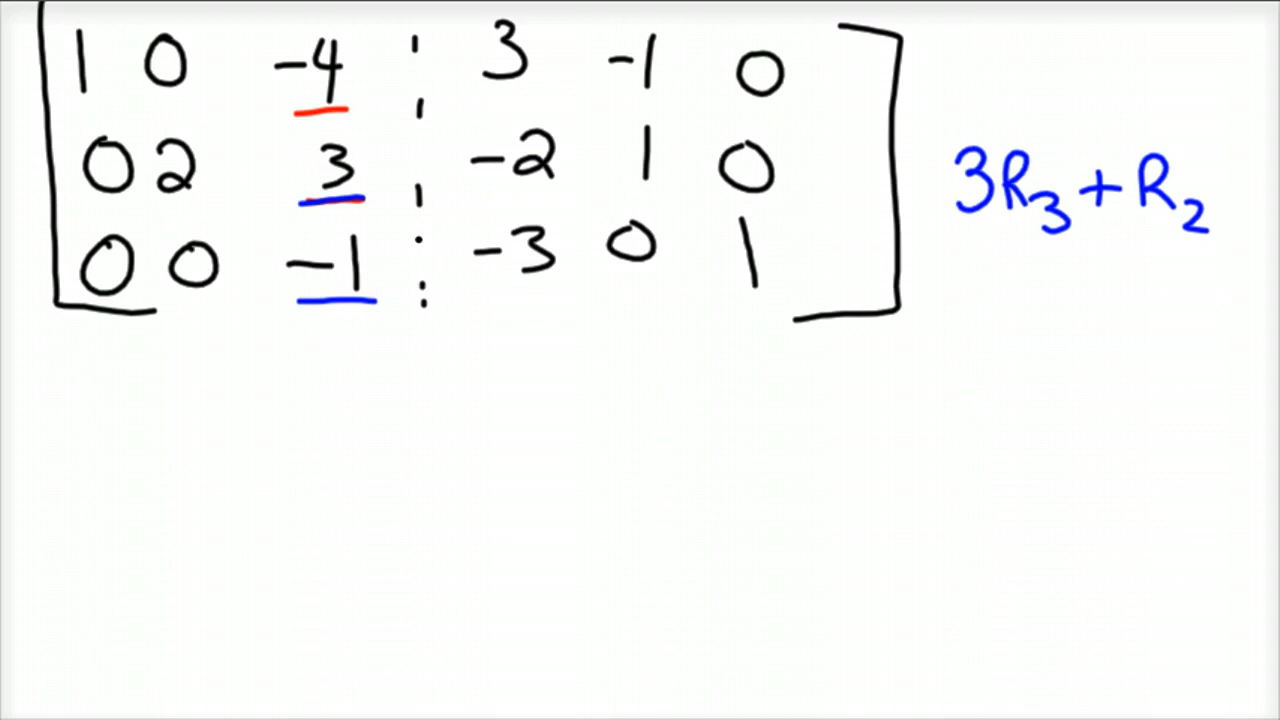 1 0 -4 ⋮ 3 -1 0
0 2 3 ⋮ -2 1 0 3R₃+R₂
0 0 -1 ⋮ -3 0 1